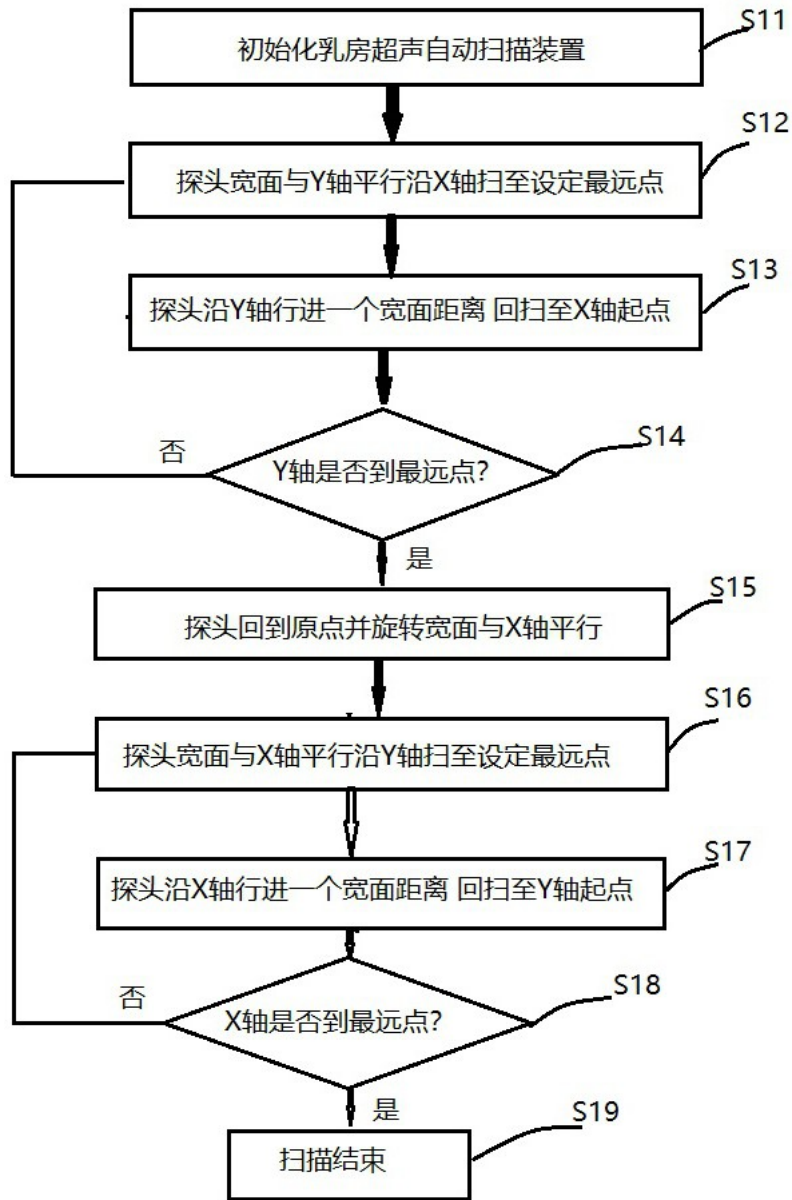 S11
初始化乳房超声自动扫描装置
S12
探头宽面与Y轴平行沿X轴扫至设定最远点
S13
探头沿Y轴行进一个宽面距离 回扫至X轴起点
S14
否
Y轴是否到最远点?
是
S15
探头回到原点并旋转宽面与X轴平行
S16
探头宽面与X轴平行沿Y轴扫至设定最远点
S17
探头沿X轴行进一个宽面距离 回扫至Y轴起点
S18
否
X轴是否到最远点?
是
S19
扫描结束